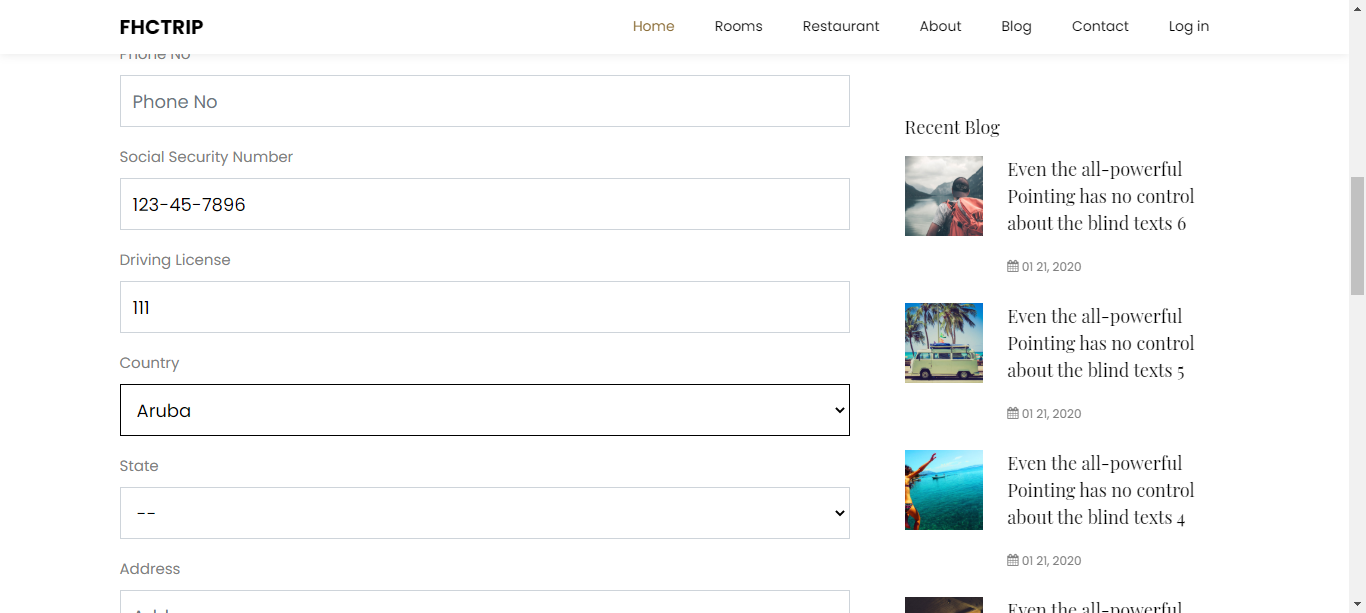 FHCTRIP
Home Rooms Restaurant About Blog Contact Log in
Phone No
Phone No
Social Security Number
123-45-7896
Driving License
111
Country
Aruba
State
--
Address
Recent Blog
Even the all-powerful
Pointing has no control
about the blind texts 6
01 21, 2020
Even the all-powerful
Pointing has no control
about the blind texts 5
01 21, 2020
Even the all-powerful
Pointing has no control
about the blind texts 4
01 21, 2020
Even the all-powerful